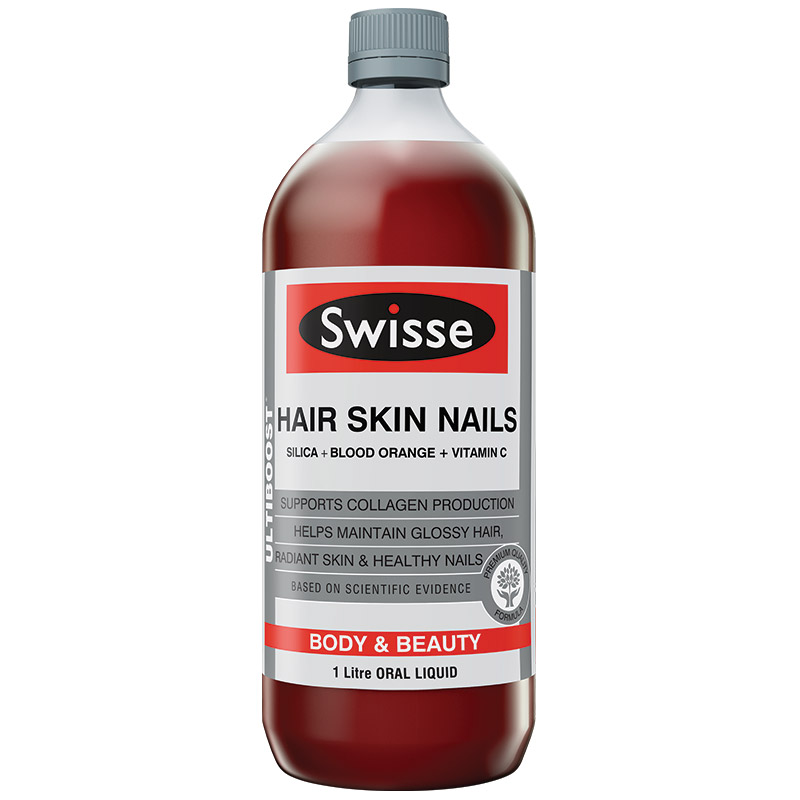 Swisse
ULTIBOOST
HAIR SKIN NAILS
SILICA + BLOOD ORANGE + VITAMIN C
SUPPORTS COLLAGEN PRODUCTION
HELPS MAINTAIN GLOSSY HAIR,
RADIANT SKIN & HEALTHY NAILS
BASED ON SCIENTIFIC EVIDENCE
PREMIUM QUALITY
FORMULA
BODY & BEAUTY
1 Litre ORAL LIQUID